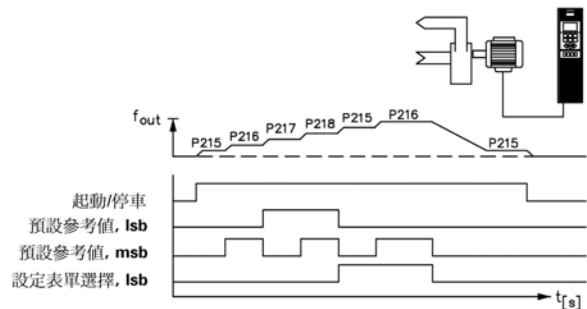 fout
P215
P216
P217
P218
P215
P216
P215
起動/停車
預設參考值, lsb
預設參考值, msb
設定表單選擇, lsb
t[s]